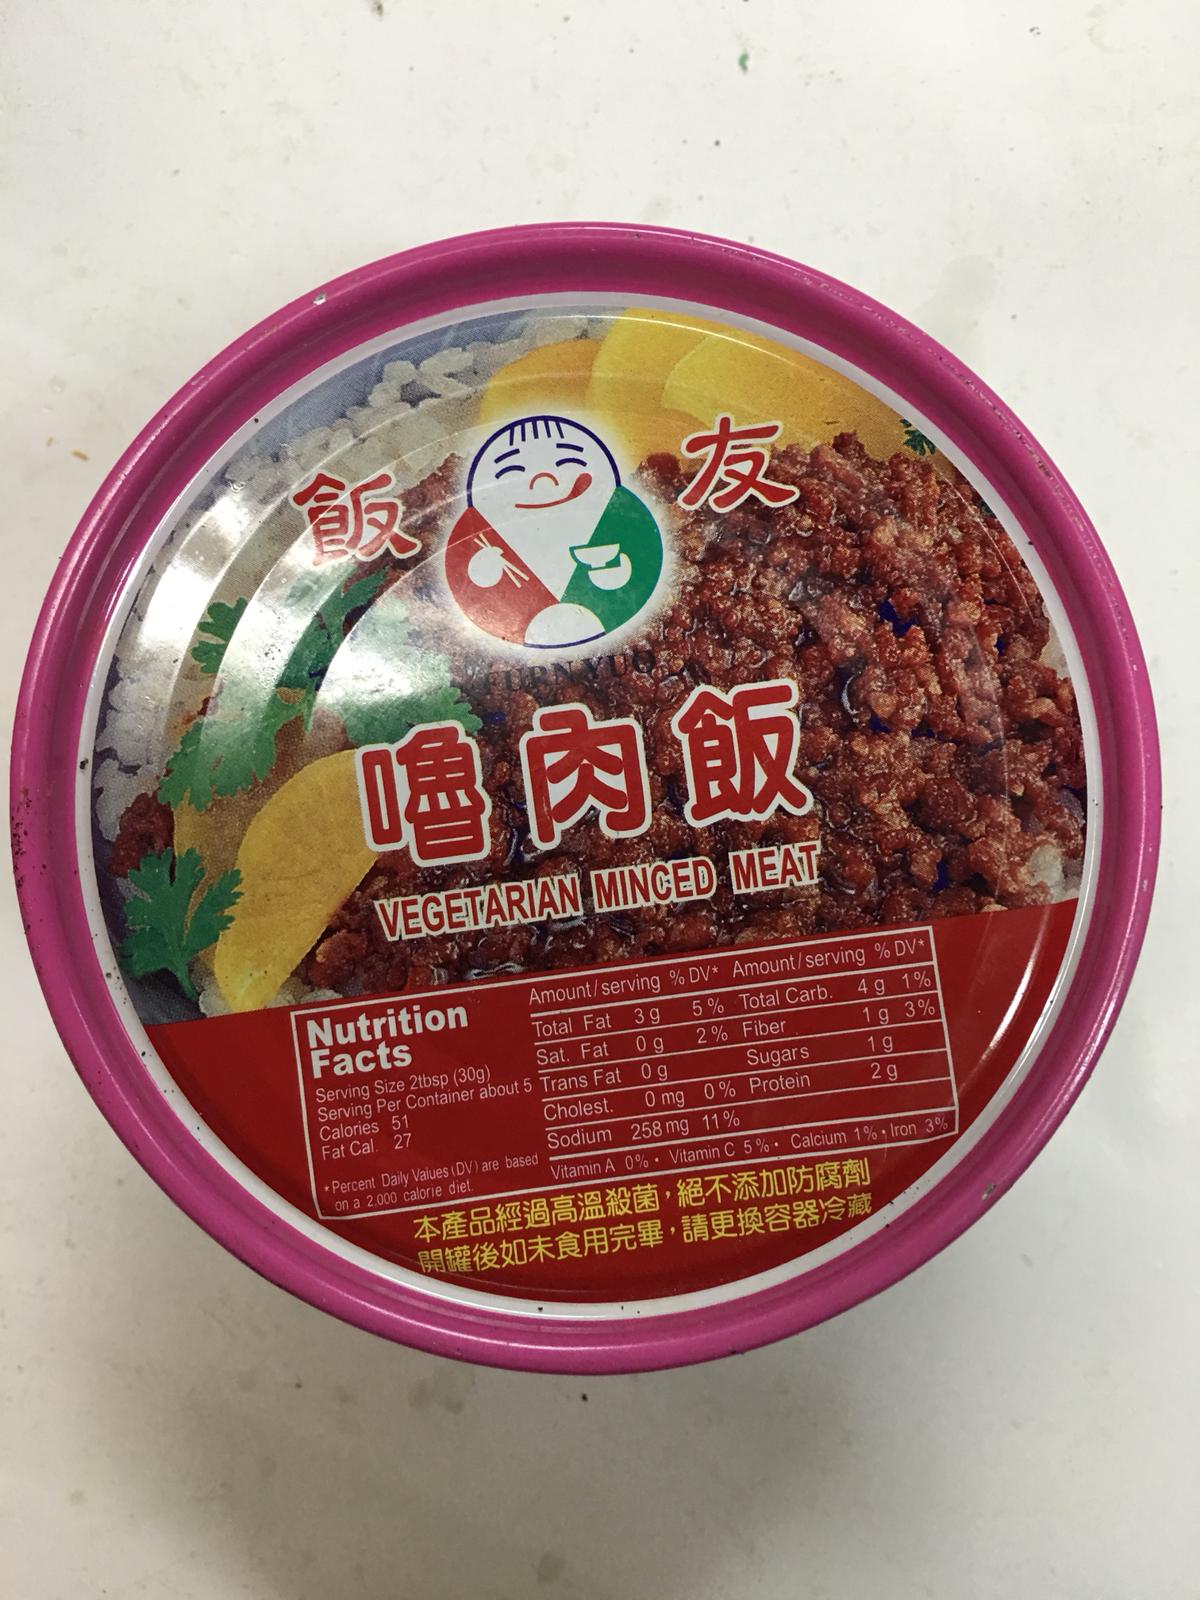 飯 友
嚕肉飯
VEGETARIAN MINCED MEAT
Nutrition
Facts
Serving Size 2tbsp (30g)
Serving Per Container about 5
Calories 51
Fat Cal. 27
*Percent Daily Values (DV) are based
on a 2,000 calorie diet.
Amount/serving %DV* Amount/serving %DV*
Total Fat 3g 5% Total Carb. 4g 1%
Sat. Fat 0g 2% Fiber 1g 3%
Trans Fat 0g Sugars 1g
Cholest. 0mg 0% Protein 2g
Sodium 258mg 11%
Vitamin A 0% • Vitamin C 5% • Calcium 1% • Iron 3%
本產品經過高溫殺菌，絕不添加防腐劑
開罐後如未食用完畢，請更換容器冷藏